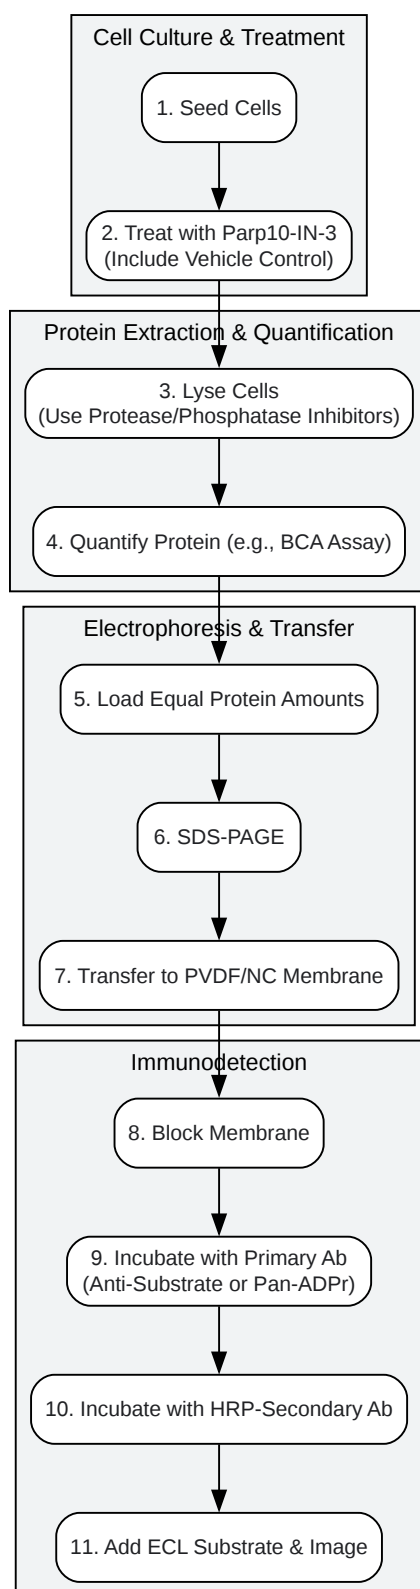 Cell Culture & Treatment
1. Seed Cells
2. Treat with Parp10-IN-3
(Include Vehicle Control)
Protein Extraction & Quantification
3. Lyse Cells
(Use Protease/Phosphatase Inhibitors)
4. Quantify Protein (e.g., BCA Assay)
Electrophoresis & Transfer
5. Load Equal Protein Amounts
6. SDS-PAGE
7. Transfer to PVDF/NC Membrane
Immunodetection
8. Block Membrane
9. Incubate with Primary Ab
(Anti-Substrate or Pan-ADPr)
10. Incubate with HRP-Secondary Ab
11. Add ECL Substrate & Image